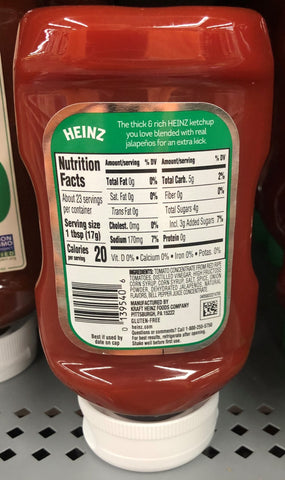 HEINZ
The thick & rich HEINZ ketchup
you love blended with real
jalapeños for an extra kick.
Nutrition
Facts
About 23 servings
per container
Serving size
1 tbsp (17g)
Calories 20
per serving
Amount/serving % DV
Total Fat 0g 0%
Sat. Fat 0g 0%
Trans Fat 0g
Cholest. 0mg 0%
Sodium 170mg 7%
Amount/serving % DV
Total Carb. 5g 2%
Fiber 0g 0%
Total Sugars 4g
Incl. 3g Added Sugars 7%
Protein 0g
Vit. D 0% • Calcium 0% • Iron 0% • Potas. 0%
INGREDIENTS: TOMATO CONCENTRATE FROM RED RIPE
TOMATOES, DISTILLED VINEGAR, HIGH FRUCTOSE
CORN SYRUP, CORN SYRUP, SALT, SPICE, ONION
POWDER, DEHYDRATED JALAPENOS, NATURAL
FLAVORS, BELL PEPPER JUICE CONCENTRATE.
MANUFACTURED BY
KRAFT HEINZ FOODS COMPANY
PITTSBURGH, PA 15222
GLUTEN-FREE
heinz.com
Questions or comments? Call 1-800-255-5750
For best results, refrigerate after opening.
Shake well before first use.
Best if used by
date on cap